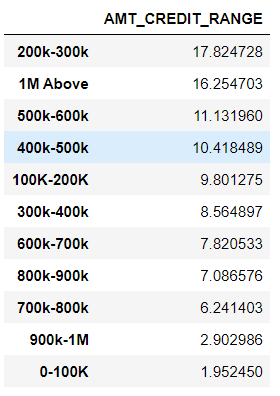 AMT_CREDIT_RANGE
200k-300k 17.824728
1M Above 16.254703
500k-600k 11.131960
400k-500k 10.418489
100K-200K 9.801275
300k-400k 8.564897
600k-700k 7.820533
800k-900k 7.086576
700k-800k 6.241403
900k-1M 2.902986
0-100K 1.952450